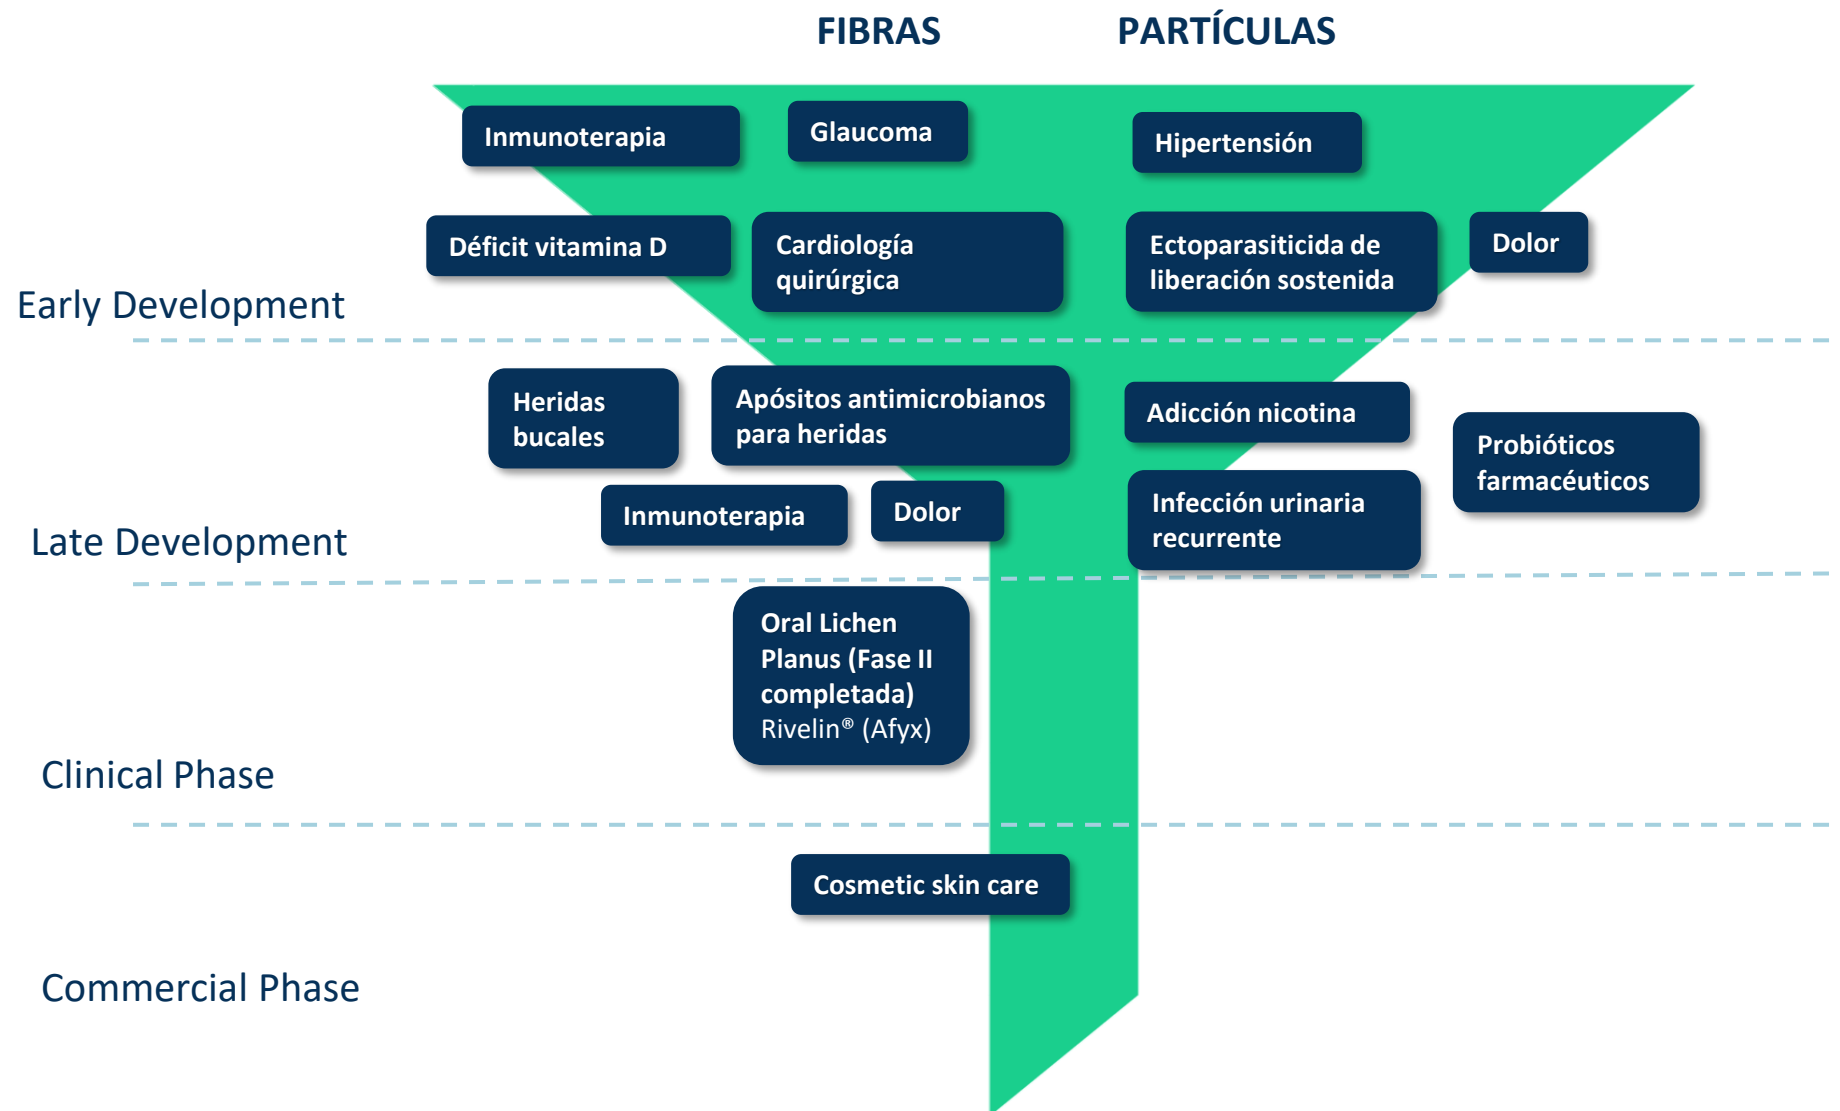 FIBRAS
PARTÍCULAS
Inmunoterapia
Glaucoma
Hipertensión
Déficit vitamina D
Cardiología
quirúrgica
Ectoparasiticida de
liberación sostenida
Dolor
Early Development
Heridas
bucales
Apósitos antimicrobianos
para heridas
Adicción nicotina
Probióticos
farmacéuticos
Inmunoterapia
Dolor
Infección urinaria
recurrente
Late Development
Oral Lichen
Planus (Fase II
completada)
Rivelin® (Afyx)
Clinical Phase
Cosmetic skin care
Commercial Phase